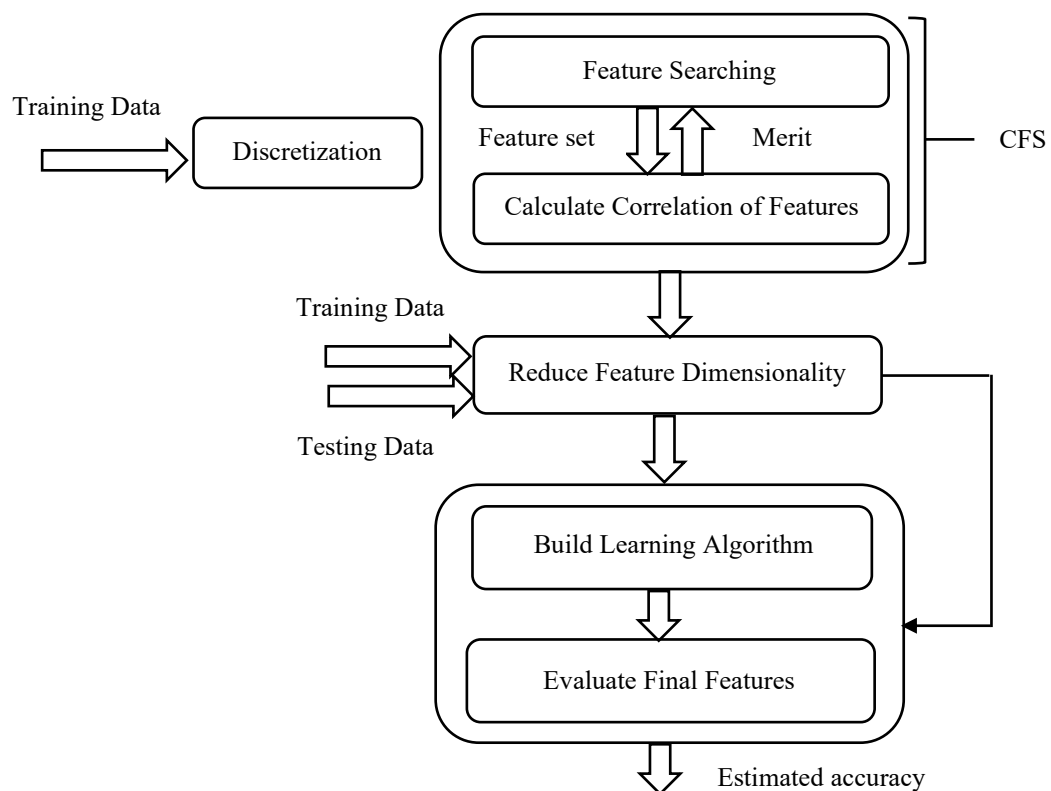 Feature Searching
Training Data
Discretization
Feature set
Merit
CFS
Calculate Correlation of Features
Training Data
Reduce Feature Dimensionality
Testing Data
Build Learning Algorithm
Evaluate Final Features
Estimated accuracy